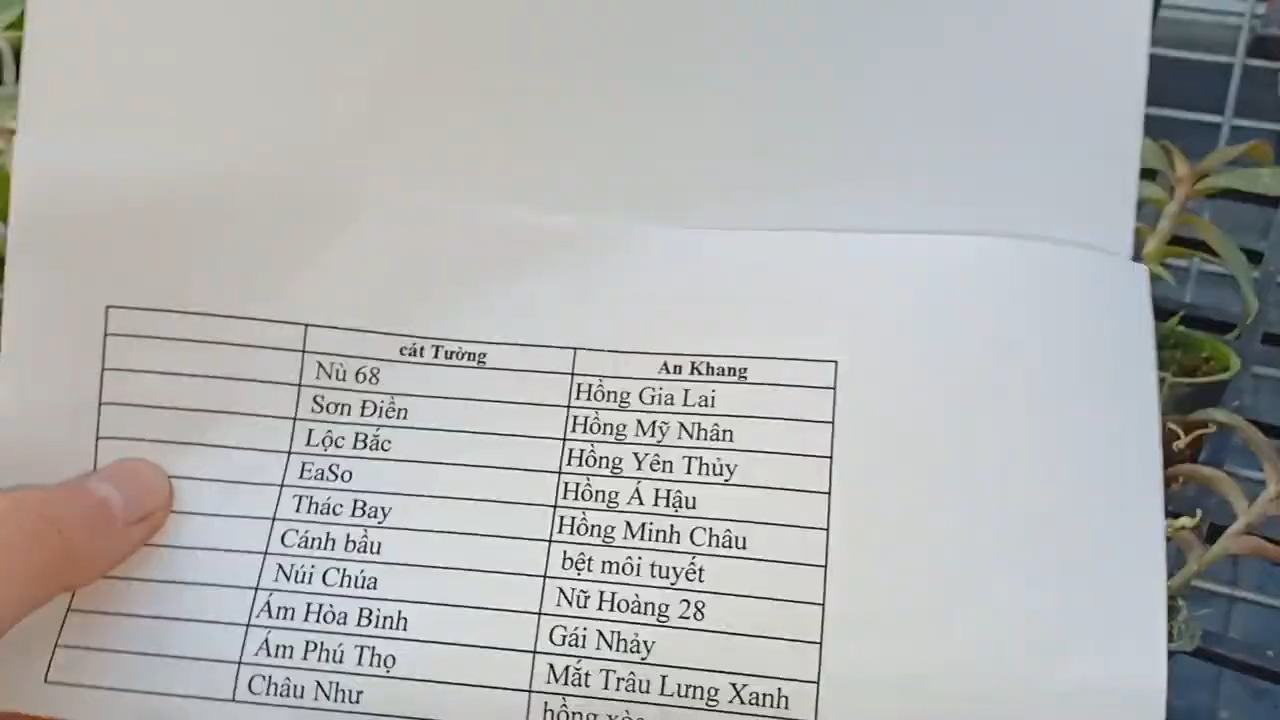 cát Tường An Khang
Nù 68 Hồng Gia Lai
Sơn Điền Hồng Mỹ Nhân
Lộc Bắc Hồng Yên Thủy
EaSo Hồng Á Hậu
Thác Bay Hồng Minh Châu
Cánh bầu bệt môi tuyết
Núi Chúa Nữ Hoàng 28
Ám Hòa Bình Gái Nhảy
Ám Phú Thọ Mắt Trâu Lưng Xanh
Châu Như hồng